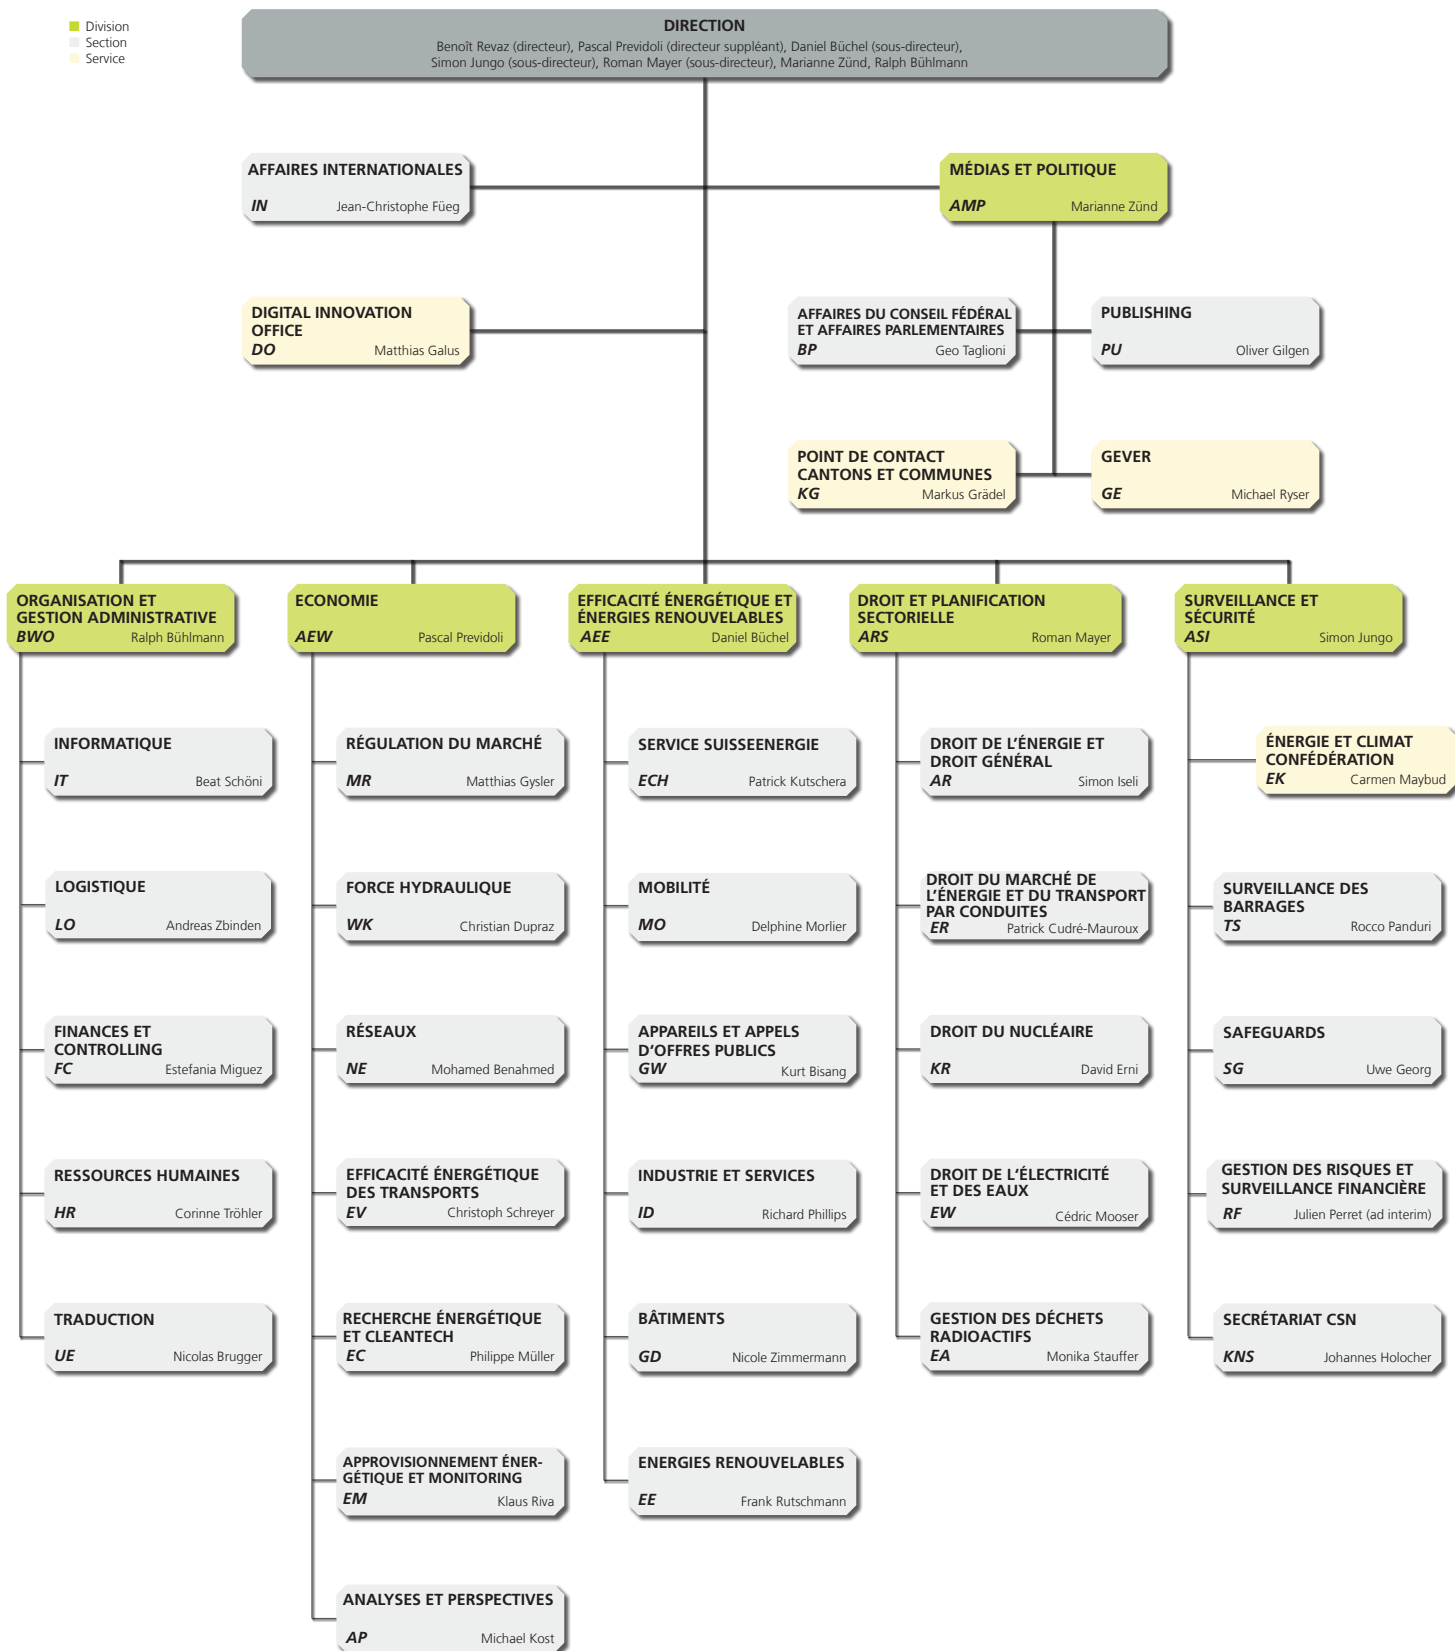 Division
Section
Service
DIRECTION
Benoît Revaz (directeur), Pascal Previdoli (directeur suppléant), Daniel Büchel (sous-directeur),
Simon Jungo (sous-directeur), Roman Mayer (sous-directeur), Marianne Zünd, Ralph Bühlmann
AFFAIRES INTERNATIONALES
IN Jean-Christophe Füeg
MÉDIAS ET POLITIQUE
AMP Marianne Zünd
DIGITAL INNOVATION
OFFICE
DO Matthias Galus
AFFAIRES DU CONSEIL FÉDÉRAL
ET AFFAIRES PARLEMENTAIRES
BP Geo Taglioni
PUBLISHING
PU Oliver Gilgen
POINT DE CONTACT
CANTONS ET COMMUNES
KG Markus Grädel
GEVER
GE Michael Ryser
ORGANISATION ET
GESTION ADMINISTRATIVE
BWO Ralph Bühlmann
INFORMATIQUE
IT Beat Schöni
LOGISTIQUE
LO Andreas Zbinden
FINANCES ET
CONTROLLING
FC Estefania Miguez
RESSOURCES HUMAINES
HR Corinne Tröhler
TRADUCTION
UE Nicolas Brugger
ECONOMIE
AEW Pascal Previdoli
RÉGULATION DU MARCHÉ
MR Matthias Gysler
FORCE HYDRAULIQUE
WK Christian Dupraz
RÉSEAUX
NE Mohamed Benahmed
EFFICACITÉ ÉNERGÉTIQUE
DES TRANSPORTS
EV Christoph Schreyer
RECHERCHE ÉNERGÉTIQUE
ET CLEANTECH
EC Philippe Müller
APPROVISIONNEMENT ÉNER-
GÉTIQUE ET MONITORING
EM Klaus Riva
ANALYSES ET PERSPECTIVES
AP Michael Kost
EFFICACITÉ ÉNERGÉTIQUE ET
ÉNERGIES RENOUVELABLES
AEE Daniel Büchel
SERVICE SUISSEENERGIE
ECH Patrick Kutschera
MOBILITÉ
MO Delphine Morlier
APPAREILS ET APPELS
D‘OFFRES PUBLICS
GW Kurt Bisang
INDUSTRIE ET SERVICES
ID Richard Phillips
BÂTIMENTS
GD Nicole Zimmermann
ENERGIES RENOUVELABLES
EE Frank Rutschmann
DROIT ET PLANIFICATION
SECTORIELLE
ARS Roman Mayer
DROIT DE L’ÉNERGIE ET
DROIT GÉNÉRAL
AR Simon Iseli
DROIT DU MARCHÉ DE
L’ÉNERGIE ET DU TRANSPORT
PAR CONDUITES
ER Patrick Cudré-Mauroux
DROIT DU NUCLÉAIRE
KR David Erni
DROIT DE L‘ÉLECTRICITÉ
ET DES EAUX
EW Cédric Mooser
GESTION DES DÉCHETS
RADIOACTIFS
EA Monika Stauffer
SURVEILLANCE ET
SÉCURITÉ
ASI Simon Jungo
ÉNERGIE ET CLIMAT
CONFÉDÉRATION
EK Carmen Maybud
SURVEILLANCE DES
BARRAGES
TS Rocco Panduri
SAFEGUARDS
SG Uwe Georg
GESTION DES RISQUES ET
SURVEILLANCE FINANCIÈRE
RF Julien Perret (ad interim)
SECRÉTARIAT CSN
KNS Johannes Holocher